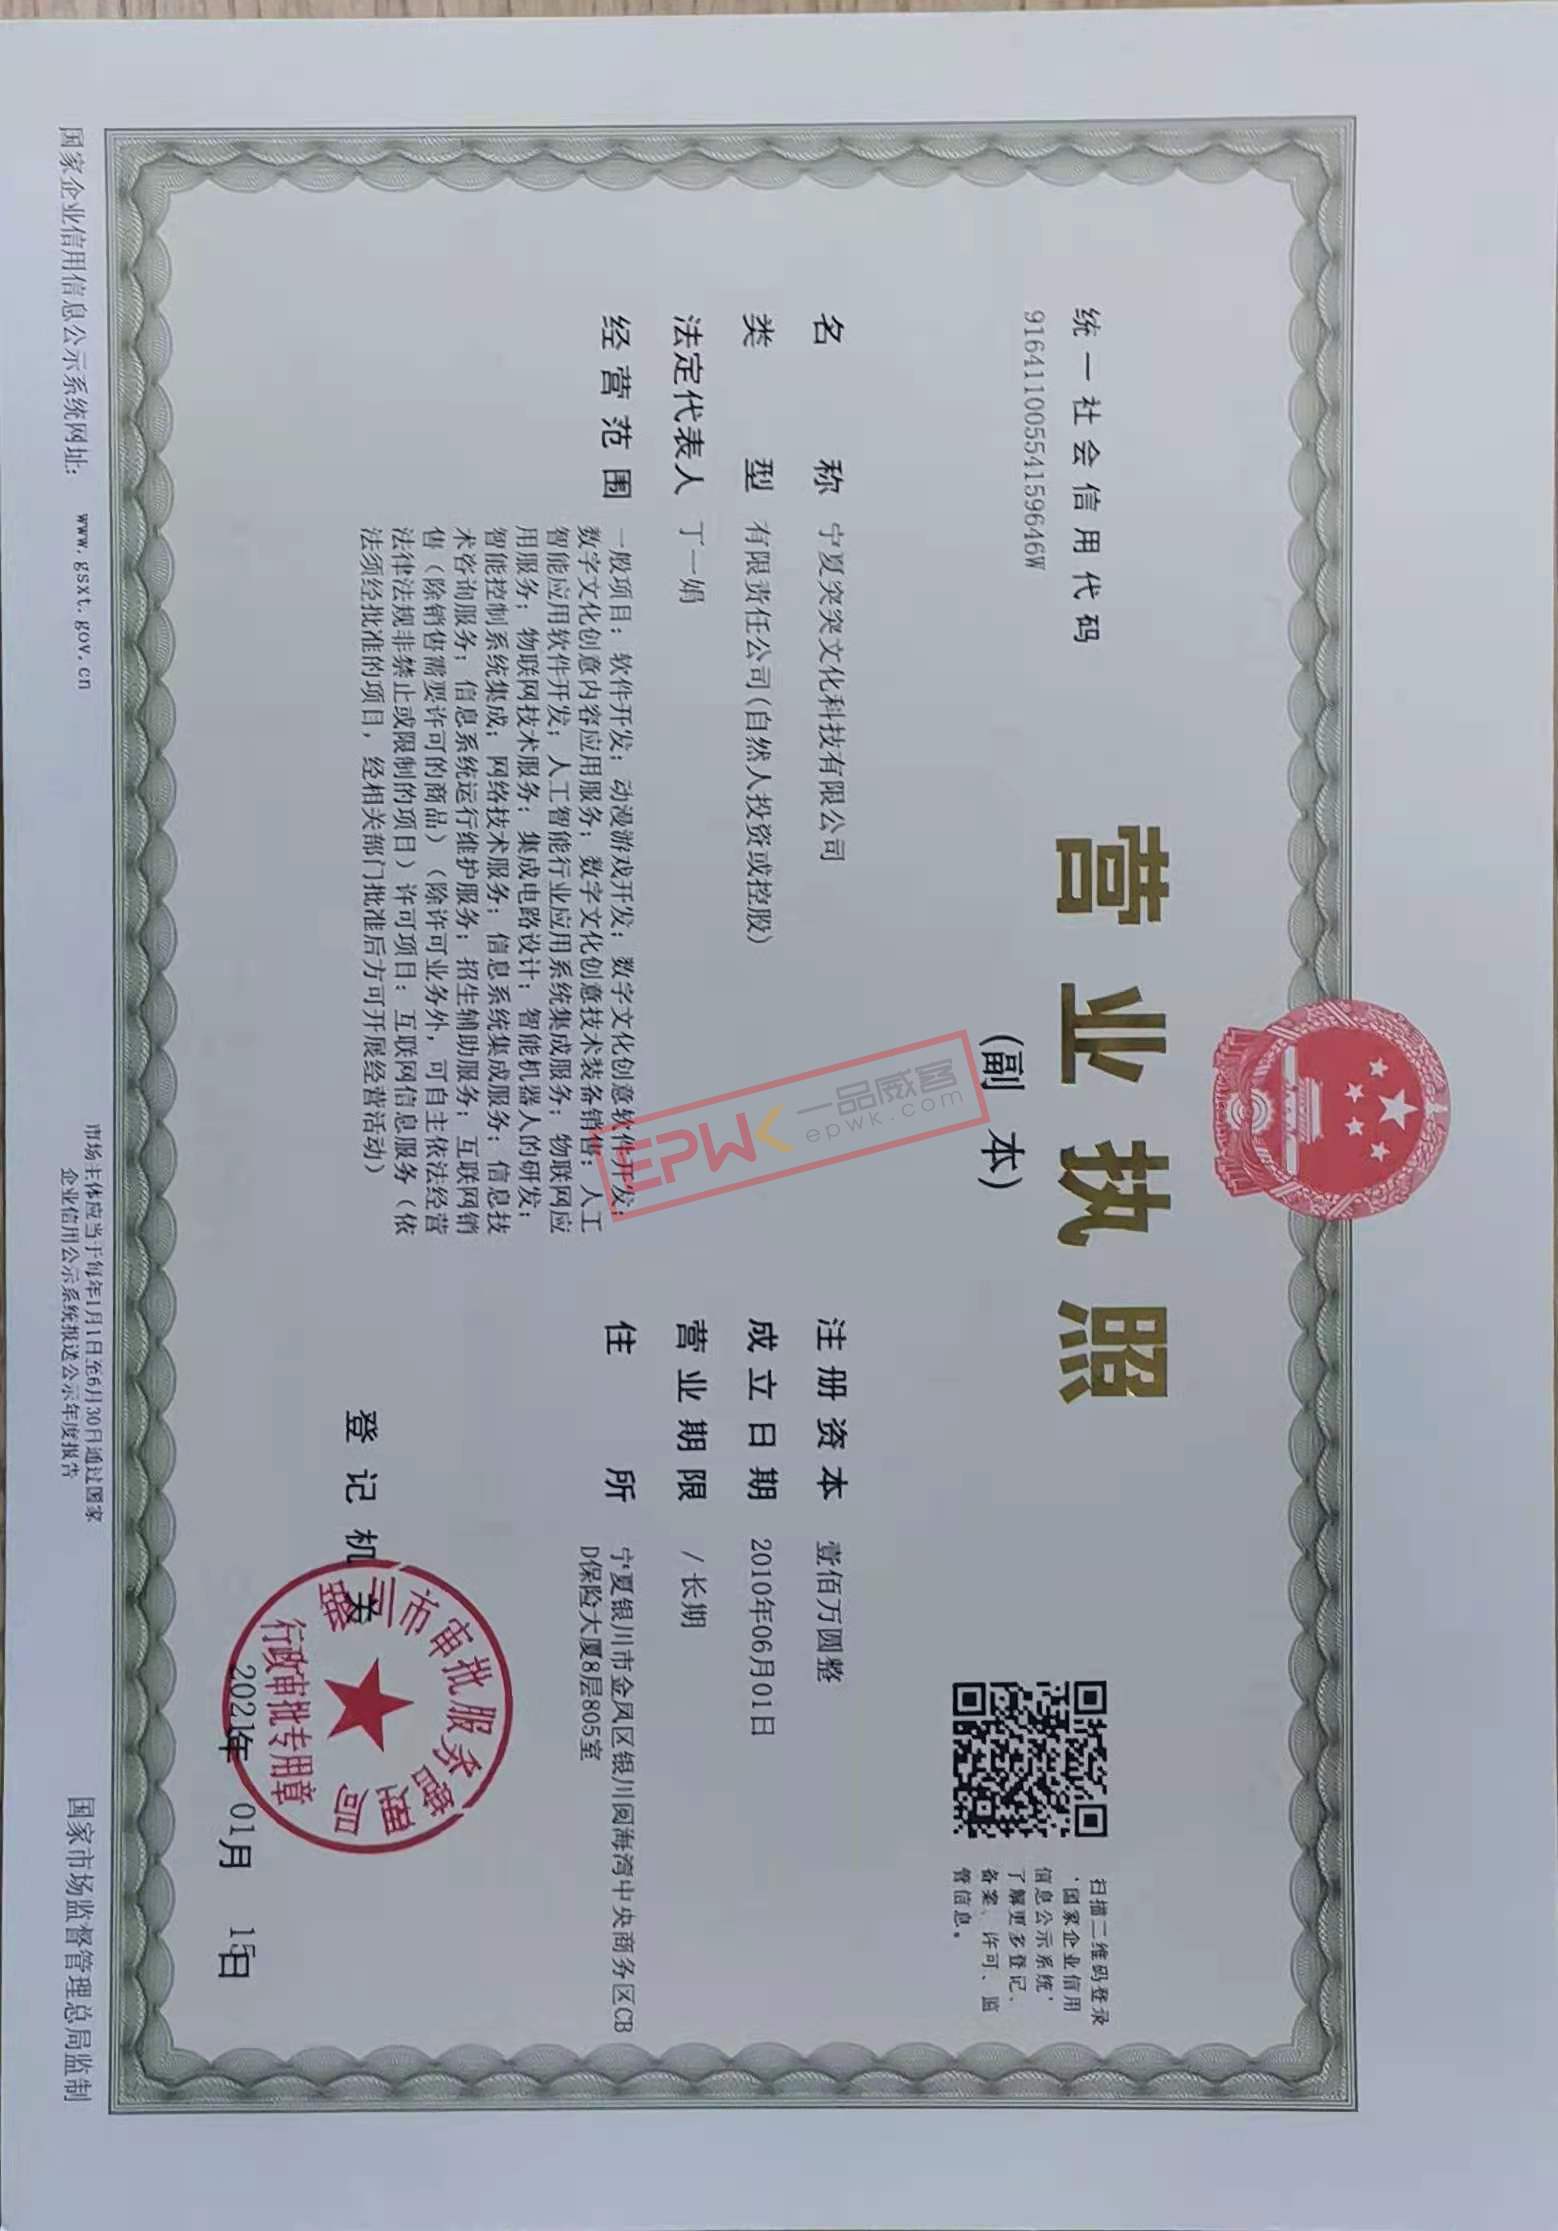 营业执照
(副 本)
统一社会信用代码
91641100554159646W
扫描二维码登录
‘国家企业信用
信息公示系统’
了解更多登记、
备案、许可、监
管信息。
名称 宁夏突突文化科技有限公司
类型 有限责任公司(自然人投资或控股)
法定代表人 丁一娟
经营范围 一般项目：软件开发；动漫游戏开发；数字文化创意软件开发；
数字文化创意内容应用服务；数字文化创意技术装备销售；人工
智能应用软件开发；人工智能行业应用系统集成服务；物联网应
用服务；物联网技术服务；集成电路设计；智能机器人的研发；
智能控制系统集成；网络技术服务；信息系统集成服务；信息技
术咨询服务；信息系统运行维护服务；招生辅助服务；互联网销
售（除销售需要许可的商品）（除许可业务外，可自主依法经营
法律法规非禁止或限制的项目）许可项目：互联网信息服务（依
法须经批准的项目，经相关部门批准后方可开展经营活动）
注册资本 壹佰万圆整
成立日期 2010年06月01日
营业期限 / 长期
住所 宁夏银川市金凤区银川阅海湾中央商务区CB
D保险大厦8层805室
登记机关
银川市审批服务管理局
行政审批专用章
2021年 01月 15日
EPWK 一品威客
epwk.com
国家企业信用信息公示系统网址： www.gsxt.gov.cn
市场主体应当于每年1月1日至6月30日通过国家
企业信用公示系统报送公示年度报告
国家市场监督管理总局监制